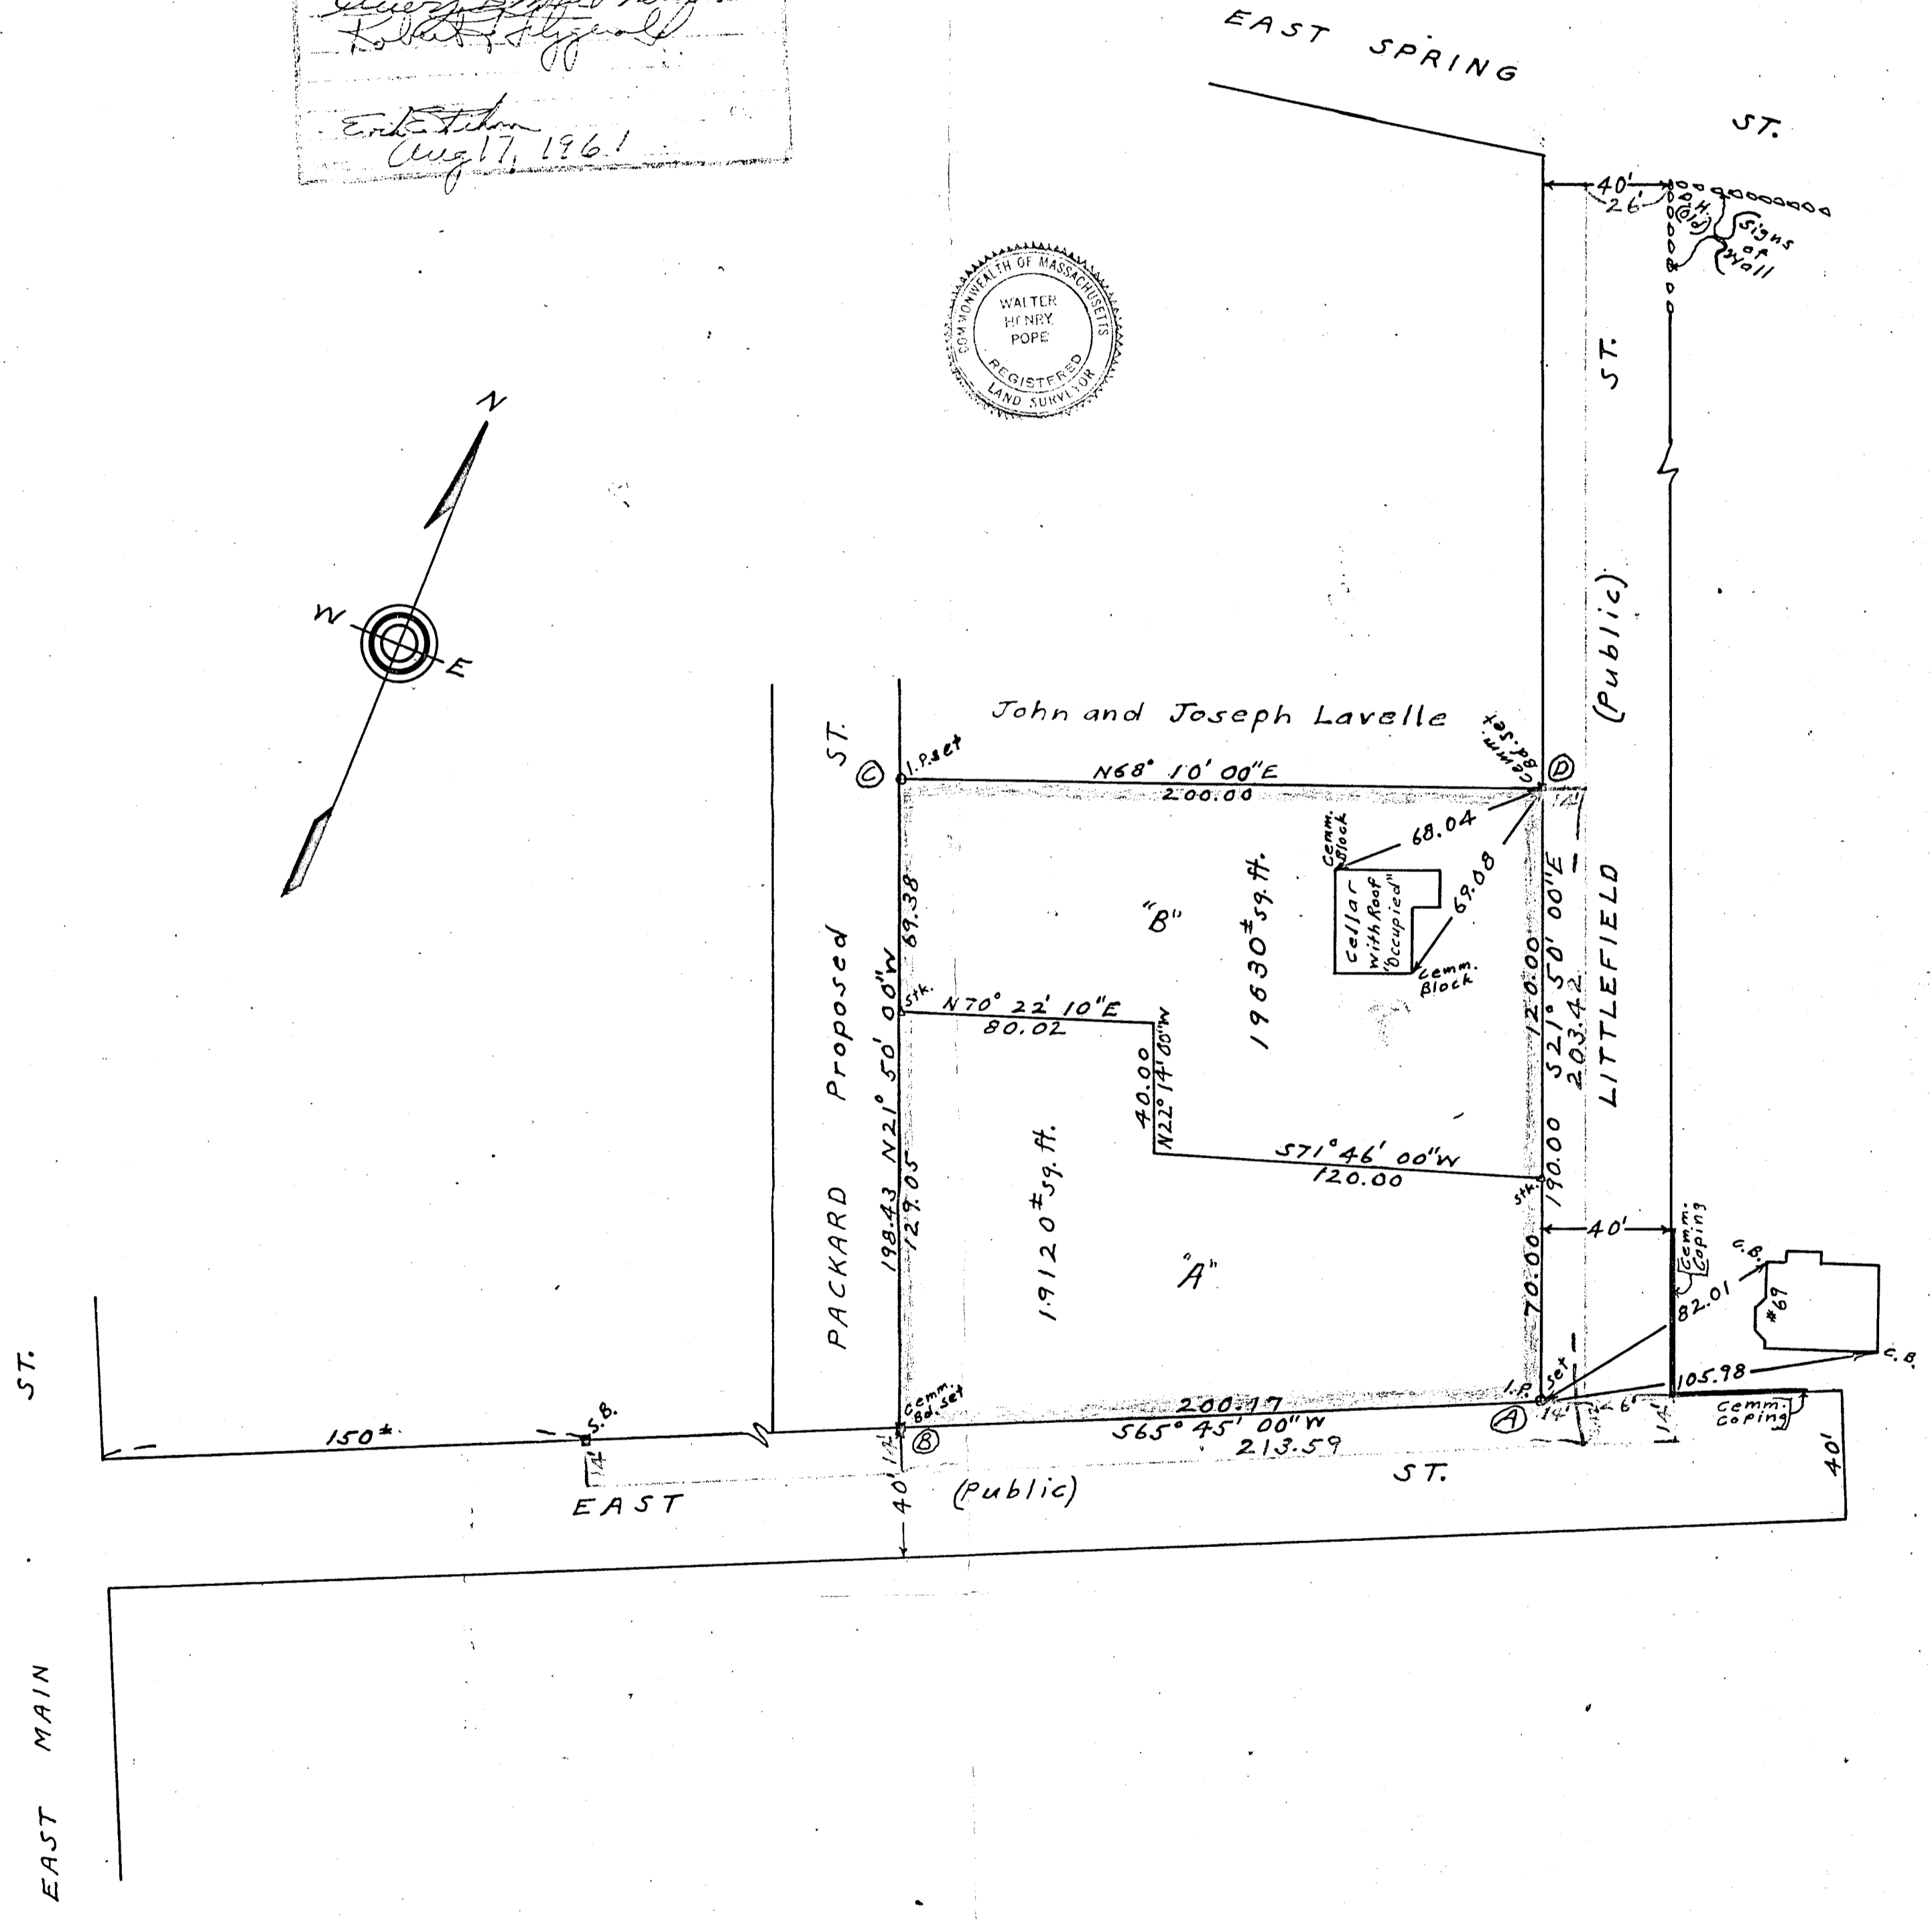 Robert Fitzgerald
Aug 17, 1961
EAST SPRING ST.
COMMONWEALTH OF MASSACHUSETTS
WALTER
HENRY
POPE
REGISTERED
LAND SURVEYOR
40'
26'
D.H.
(Old)
Signs
of
Wall
N
W
E
ST.
(Public)
LITTLEFIELD
John and Joseph Lavelle
Cemm.
Bd. Set
ST.
C
I.P. set
N68° 10' 00"E
200.00
D
14'
Cemm.
Block
68.04
69.08
Cellar
with Roof
"Occupied"
Cemm.
Block
"B"
19630± sq. ft.
69.38
Stk.
N70° 22' 10"E
80.02
40.00
N22° 14' 00"W
S71° 46' 00"W
120.00
Stk.
120.00
S21° 50' 00"E
203.42
190.00
70.00
PACKARD Proposed
198.43 N21° 50' 00"W
129.05
19120± sq. ft.
"A"
40'
Cemm.
Coping
C.B.
82.01
#69
C.B.
105.98
I.P. Set
Cemm.
Bd. Set
200.17
S65° 45' 00"W
213.59
A
14'
6'
14'
Cemm.
Coping
40'
B
ST.
150±
S.B.
14'
40'
14'
EAST
(Public)
ST.
EAST MAIN